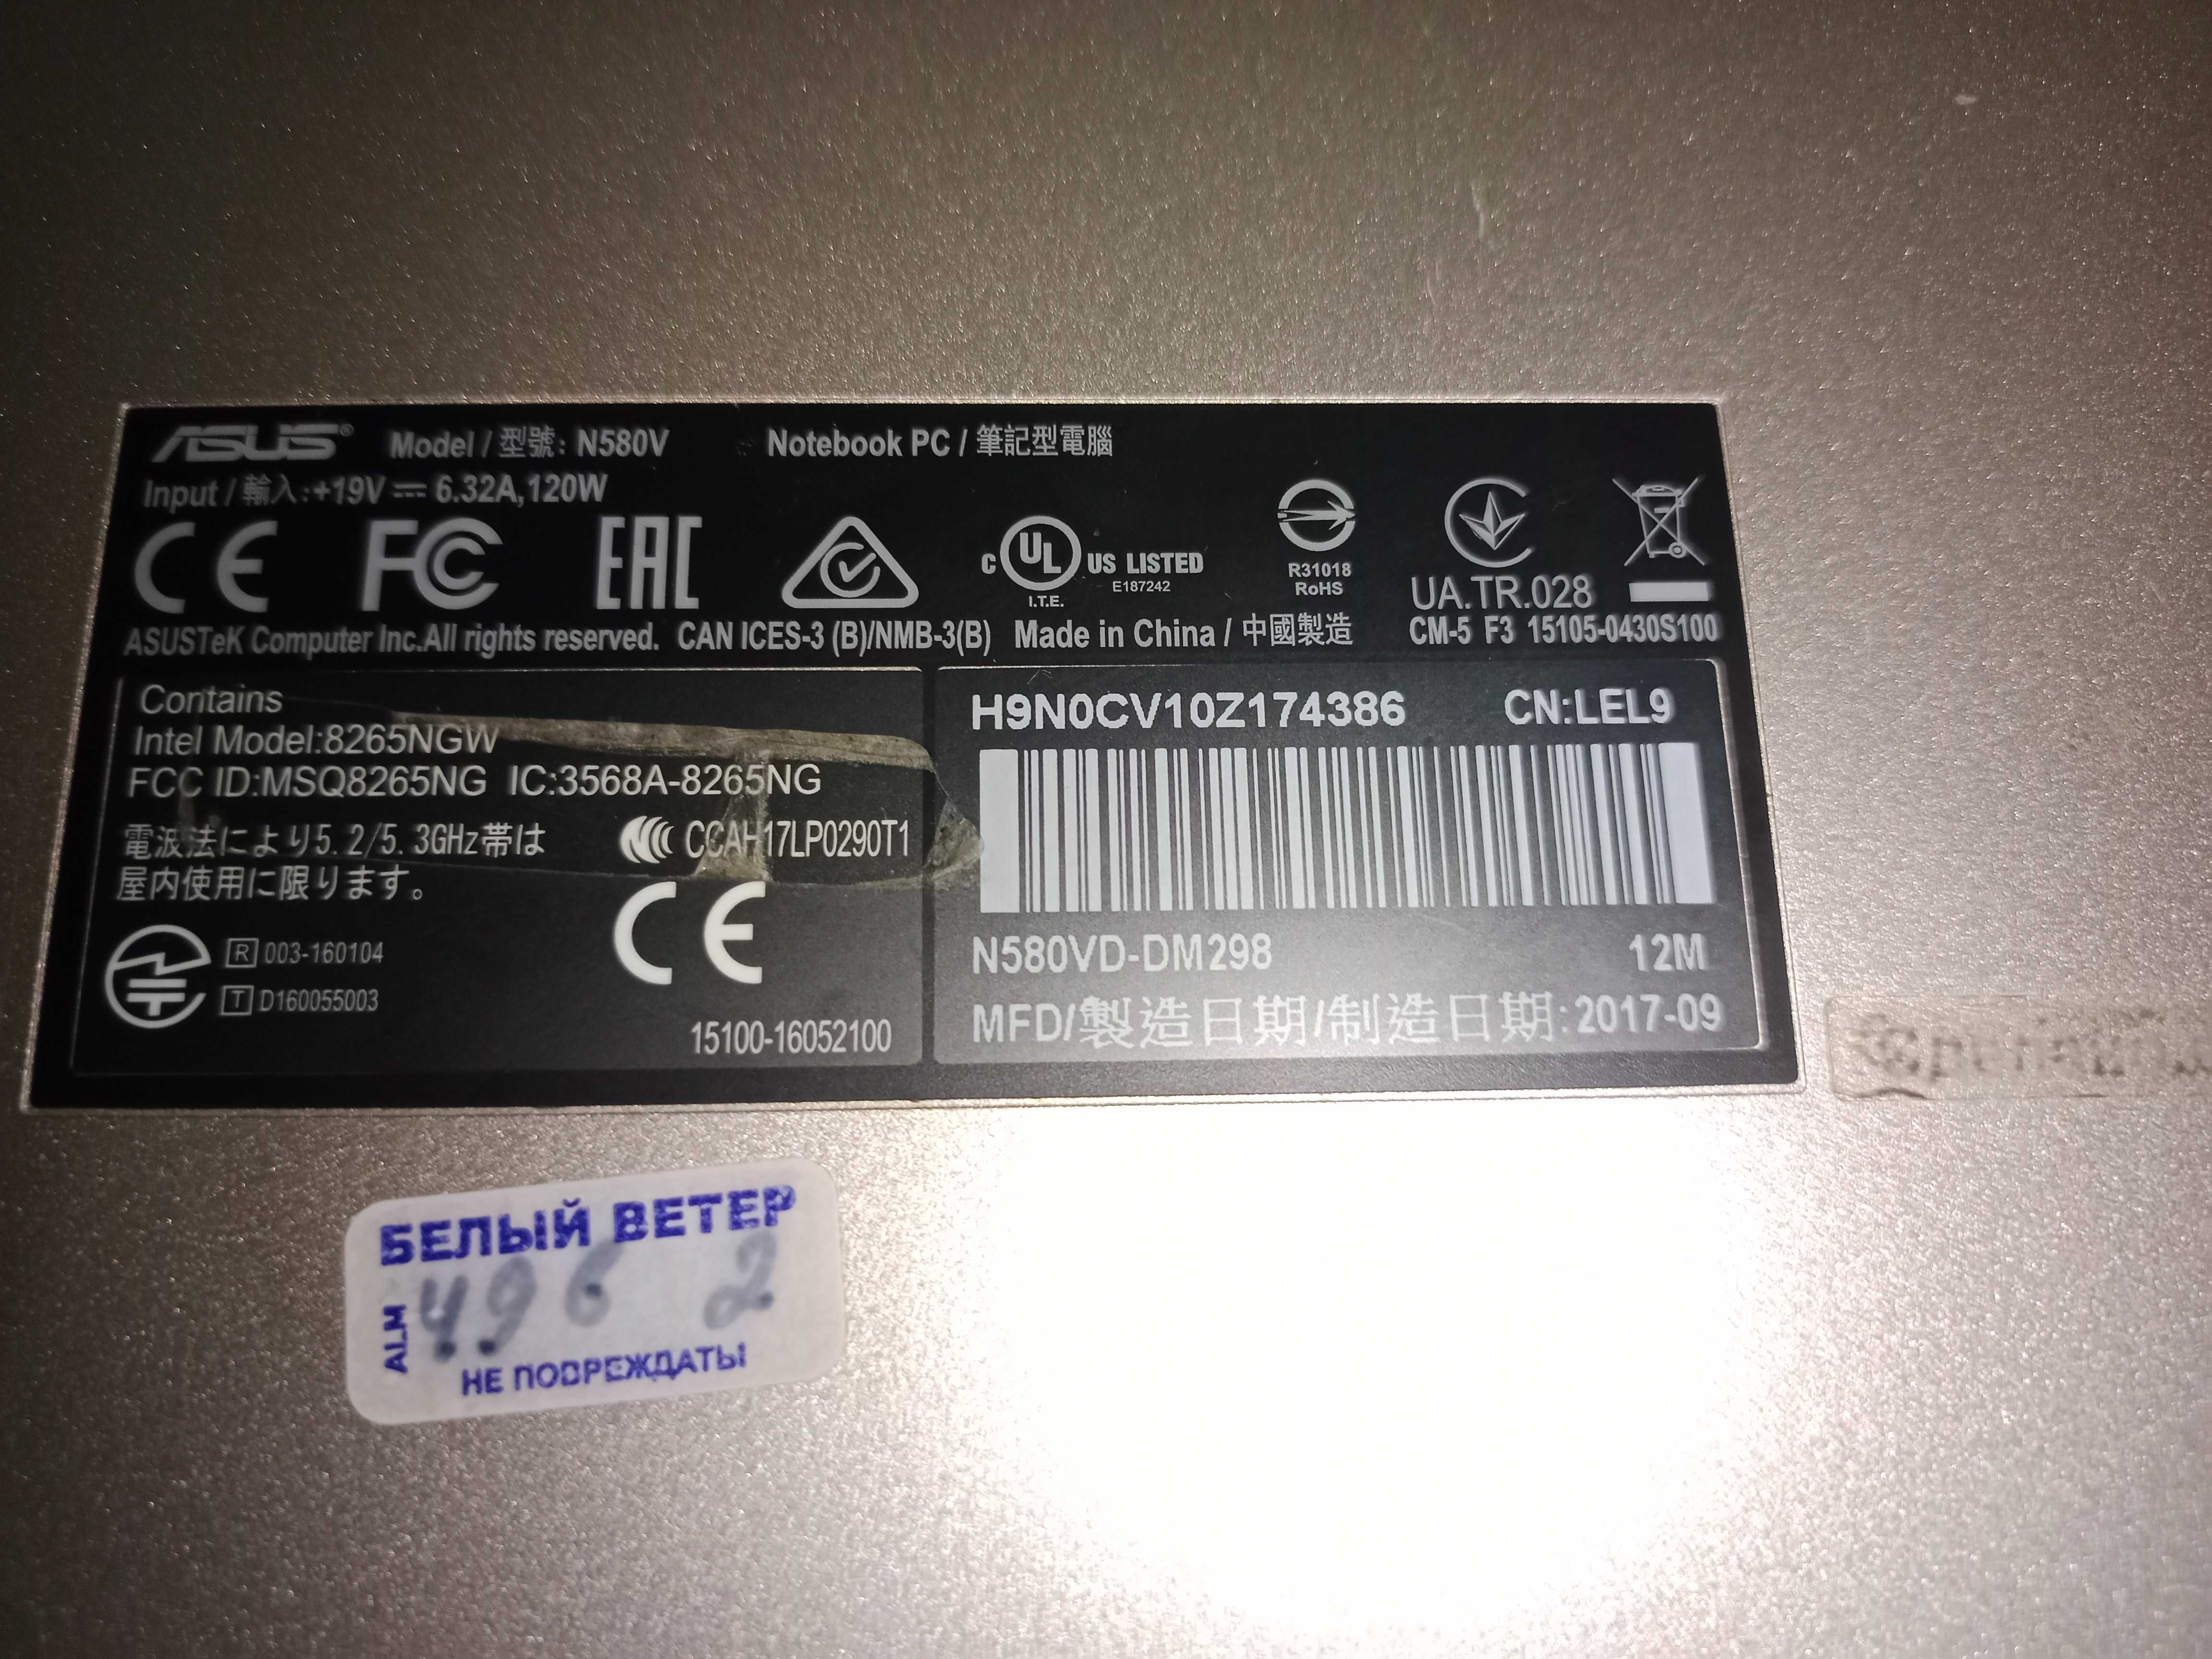 ASUS® Model / 型號: N580V Notebook PC / 筆記型電腦
Input / 輸入:+19V⎓ 6.32A,120W
CE FC EAC
C UL US LISTED
E187242
I.T.E.
R31018
RoHS
UA.TR.028
ASUSTeK Computer Inc.All rights reserved. CAN ICES-3 (B)/NMB-3(B) Made in China / 中國製造 CM-5 F3 15105-0430S100
Contains
Intel Model:8265NGW
FCC ID:MSQ8265NG IC:3568A-8265NG
電波法により5.2/5.3GHz帯は
屋内使用に限ります。
CCAH17LP0290T1
CE
R 003-160104
T D160055003
15100-16052100
H9N0CV10Z174386 CN:LEL9
N580VD-DM298 12M
MFD/製造日期/制造日期:2017-09
БЕЛЫЙ ВЕТЕР
ALM 496 2
НЕ ПОВРЕЖДАТЬ!